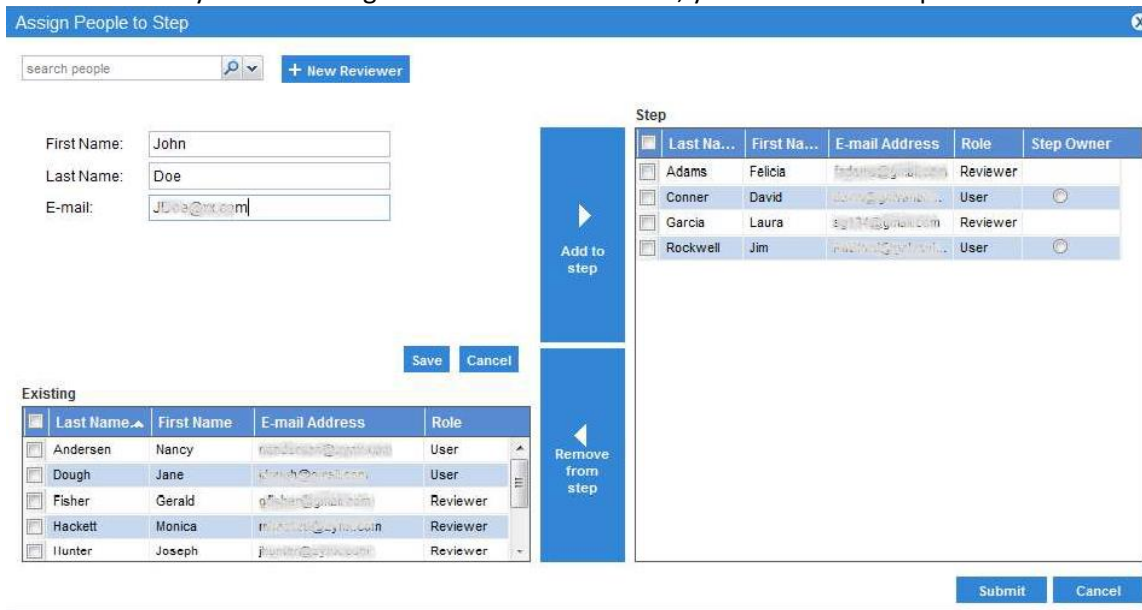 Assign People to Step
search people
+ New Reviewer
First Name: John
Last Name: Doe
E-mail:
Save Cancel
Add to
step
Remove
from
step
Step
Last Na... First Na... E-mail Address Role Step Owner
Adams Felicia Reviewer
Conner David User
Garcia Laura Reviewer
Rockwell Jim User
Existing
Last Name First Name E-mail Address Role
Andersen Nancy User
Dough Jane User
Fisher Gerald Reviewer
Hackett Monica Reviewer
Hunter Joseph Reviewer
Submit Cancel